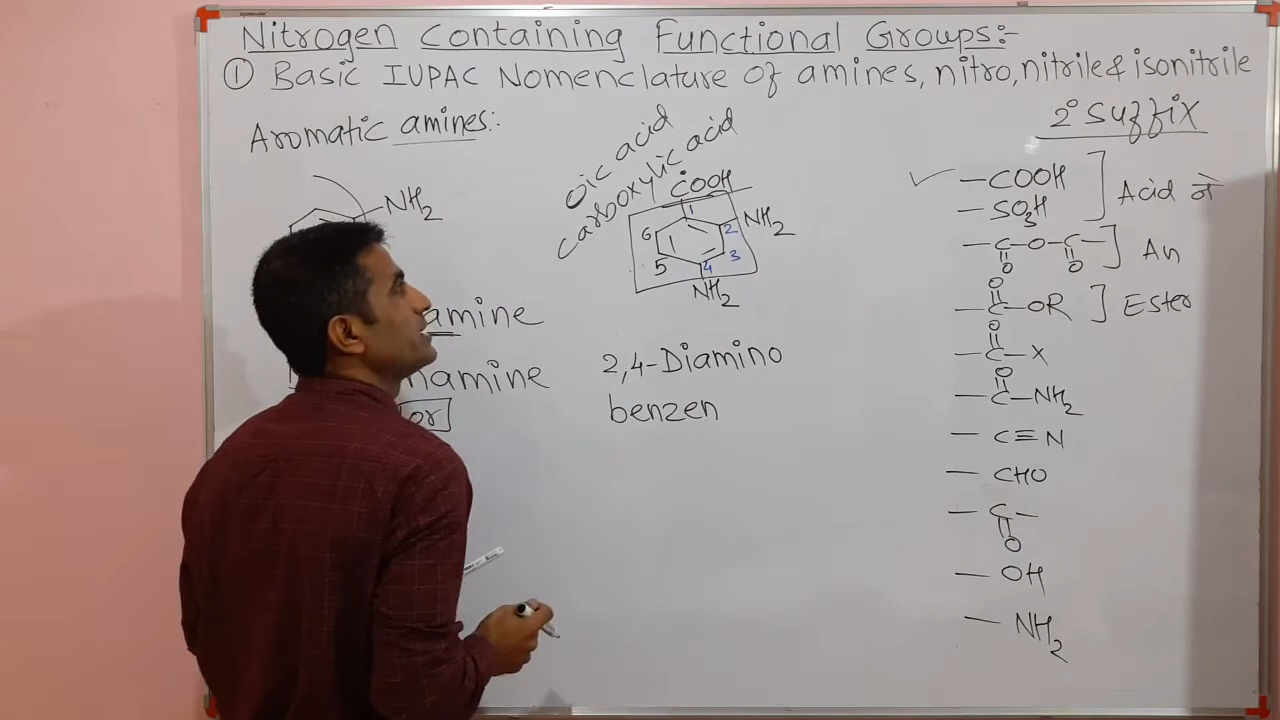 Nitrogen Containing Functional Groups:-
① Basic IUPAC Nomenclature of amines, nitro, nitrile & isonitrile
Aromatic amines:
NH2
amine
namine
or
Oic acid
Carboxylic acid
COOH
NH2
6
2
3
5
4
NH2
2,4-Diamino
benzen
2° Suffix
—COOH
—SO3H
Acid ने
—C—O—C—
O O
An
O
—C—OR
Ester
O
—C—X
O
—C—NH2
—C≡N
—CHO
—C—
O
—OH
—NH2